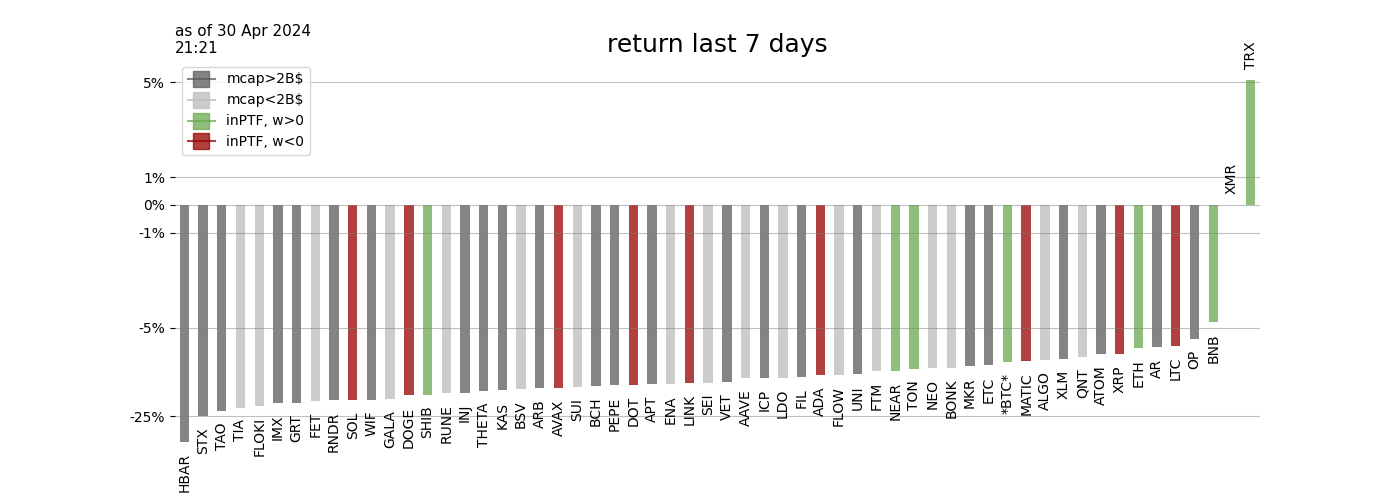 as of 30 Apr 2024
21:21
return last 7 days
mcap>2B$
mcap<2B$
inPTF, w>0
inPTF, w<0
5%
1%
0%
-1%
-5%
-25%
HBAR
STX
TAO
TIA
FLOKI
IMX
GRT
FET
RNDR
SOL
WIF
GALA
DOGE
SHIB
RUNE
INJ
THETA
KAS
BSV
ARB
AVAX
SUI
BCH
PEPE
DOT
APT
ENA
LINK
SEI
VET
AAVE
ICP
LDO
FIL
ADA
FLOW
UNI
FTM
NEAR
TON
NEO
BONK
MKR
ETC
*BTC*
MATIC
ALGO
XLM
QNT
ATOM
XRP
ETH
AR
LTC
OP
BNB
XMR
TRX